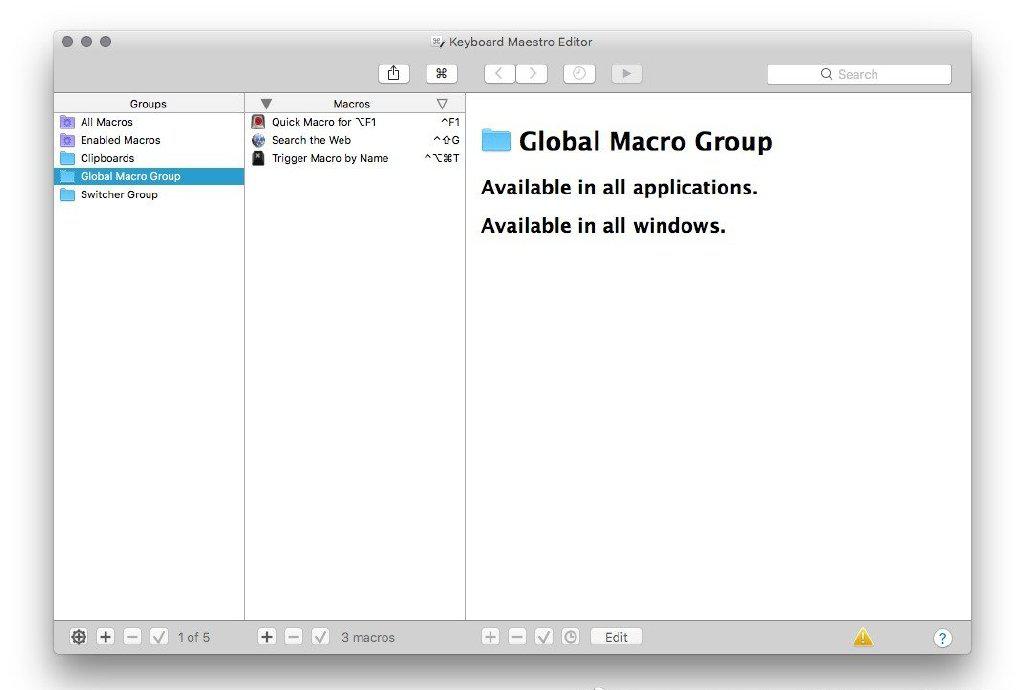 Keyboard Maestro Editor
⌘
Search
Groups
Macros
All Macros
Enabled Macros
Clipboards
Global Macro Group
Switcher Group
Quick Macro for ⌥F1 ^F1
Search the Web ^⇧G
Trigger Macro by Name ^⌥⌘T
Global Macro Group
Available in all applications.
Available in all windows.
1 of 5
3 macros
Edit
?